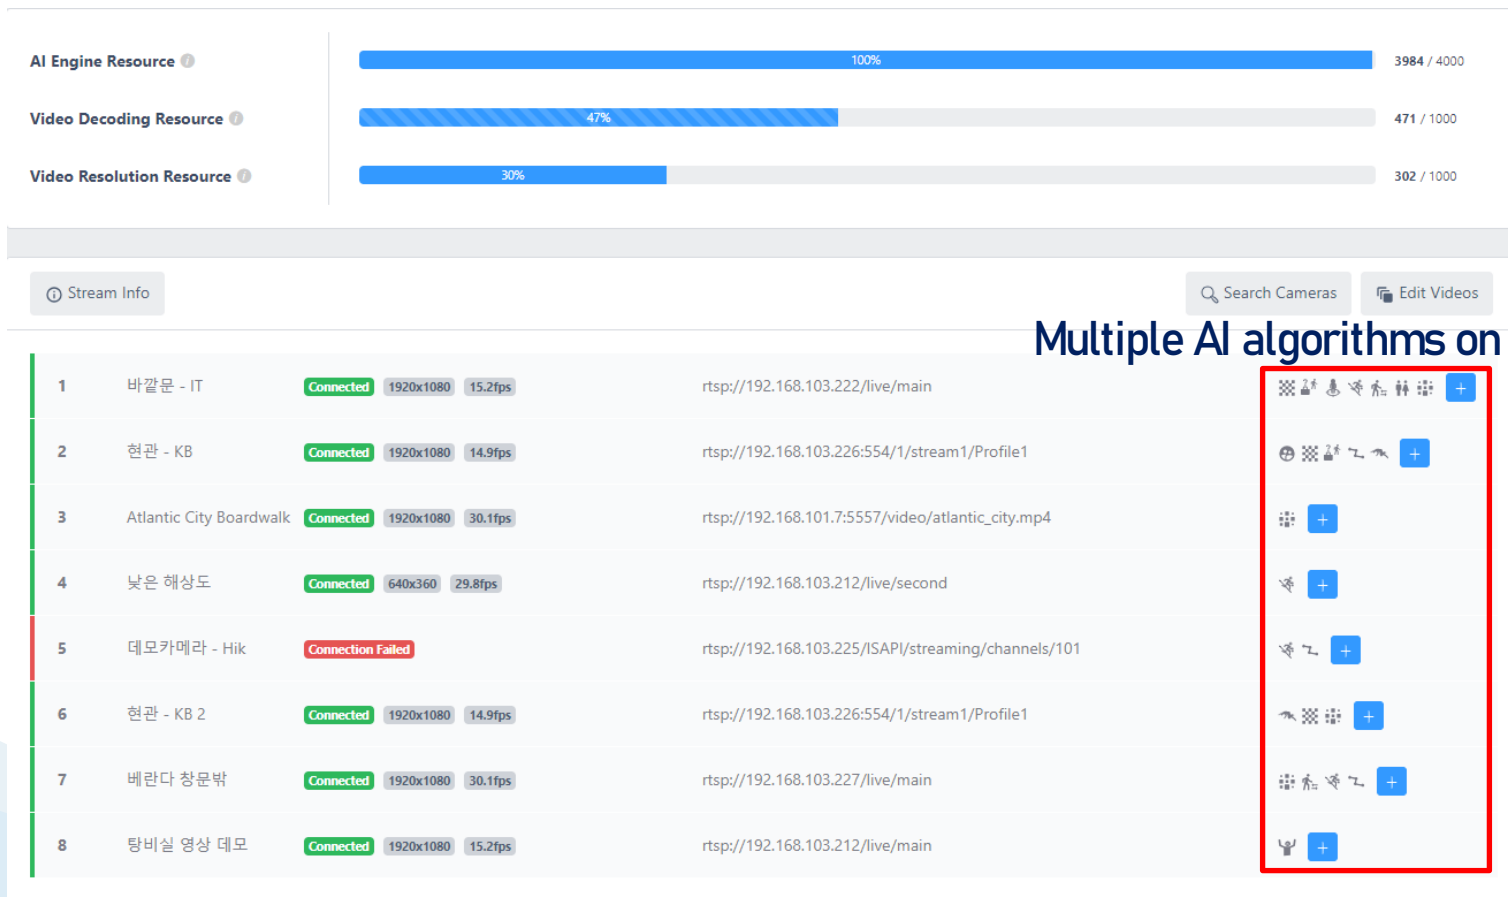 AI Engine Resource 100% 3984 / 4000
Video Decoding Resource 47% 471 / 1000
Video Resolution Resource 30% 302 / 1000
Stream Info Search Cameras Edit Videos
Multiple AI algorithms on
1 바깥문 - IT Connected 1920x1080 15.2fps rtsp://192.168.103.222/live/main +
2 현관 - KB Connected 1920x1080 14.9fps rtsp://192.168.103.226:554/1/stream1/Profile1 +
3 Atlantic City Boardwalk Connected 1920x1080 30.1fps rtsp://192.168.101.7:5557/video/atlantic_city.mp4 +
4 낮은 해상도 Connected 640x360 29.8fps rtsp://192.168.103.212/live/second +
5 데모카메라 - Hik Connection Failed rtsp://192.168.103.225/ISAPI/streaming/channels/101 +
6 현관 - KB 2 Connected 1920x1080 14.9fps rtsp://192.168.103.226:554/1/stream1/Profile1 +
7 베란다 창문밖 Connected 1920x1080 30.1fps rtsp://192.168.103.227/live/main +
8 탕비실 영상 데모 Connected 1920x1080 15.2fps rtsp://192.168.103.212/live/main +